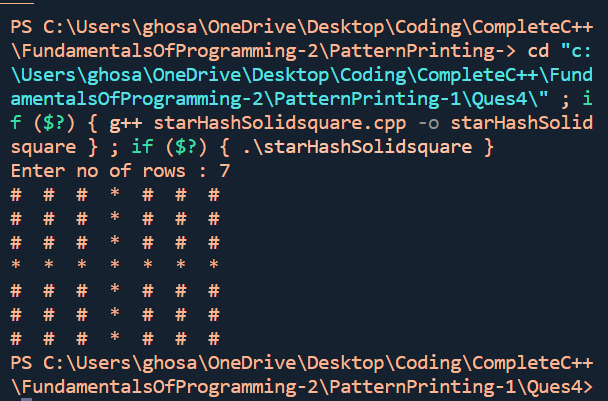 PS C:\Users\ghosa\OneDrive\Desktop\Coding\CompleteC++
\FundamentalsOfProgramming-2\PatternPrinting-> cd "c:
\Users\ghosa\OneDrive\Desktop\Coding\CompleteC++\Fund
amentalsOfProgramming-2\PatternPrinting-1\Ques4\" ; i
f ($?) { g++ starHashSolidsquare.cpp -o starHashSolid
square } ; if ($?) { .\starHashSolidsquare }
Enter no of rows : 7
#  #  #  *  #  #  #
#  #  #  *  #  #  #
#  #  #  *  #  #  #
*  *  *  *  *  *  *
#  #  #  *  #  #  #
#  #  #  *  #  #  #
#  #  #  *  #  #  #
PS C:\Users\ghosa\OneDrive\Desktop\Coding\CompleteC++
\FundamentalsOfProgramming-2\PatternPrinting-1\Ques4>